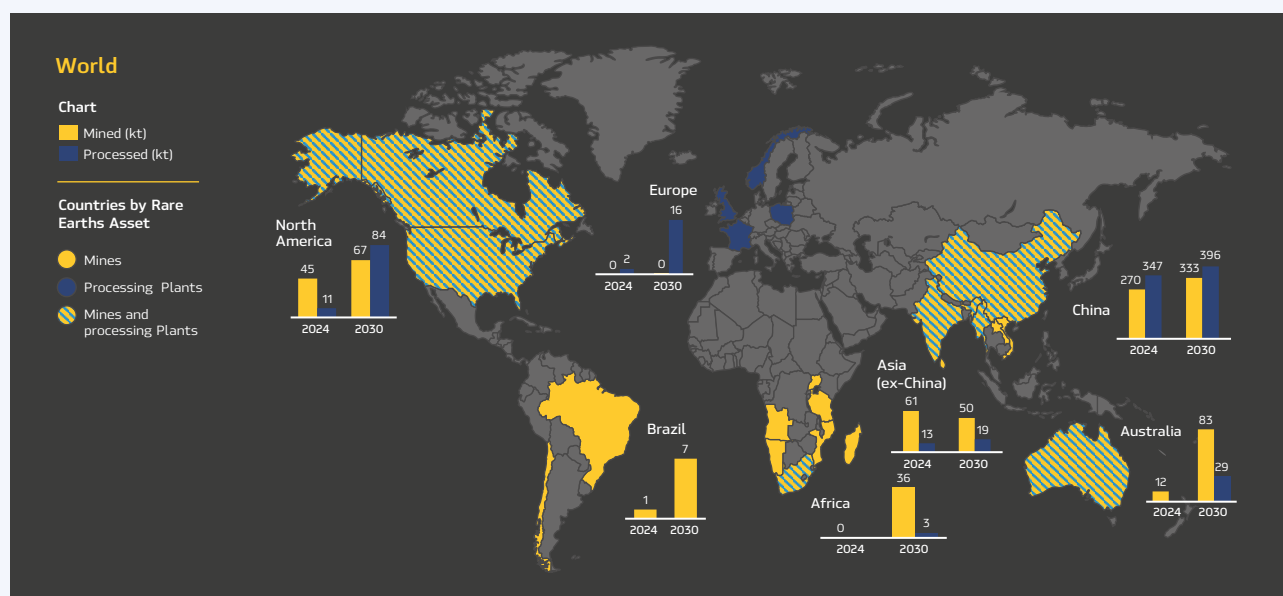 World
Chart
Mined (kt)
Processed (kt)
Countries by Rare
Earths Asset
Mines
Processing Plants
Mines and
processing Plants
North
America
45
11
67
84
2024
2030
Europe
0
2
0
16
2024
2030
China
270
347
333
396
2024
2030
Asia
(ex-China)
61
13
50
19
2024
2030
Brazil
1
7
2024
2030
Africa
0
36
3
2024
2030
Australia
12
83
29
2024
2030